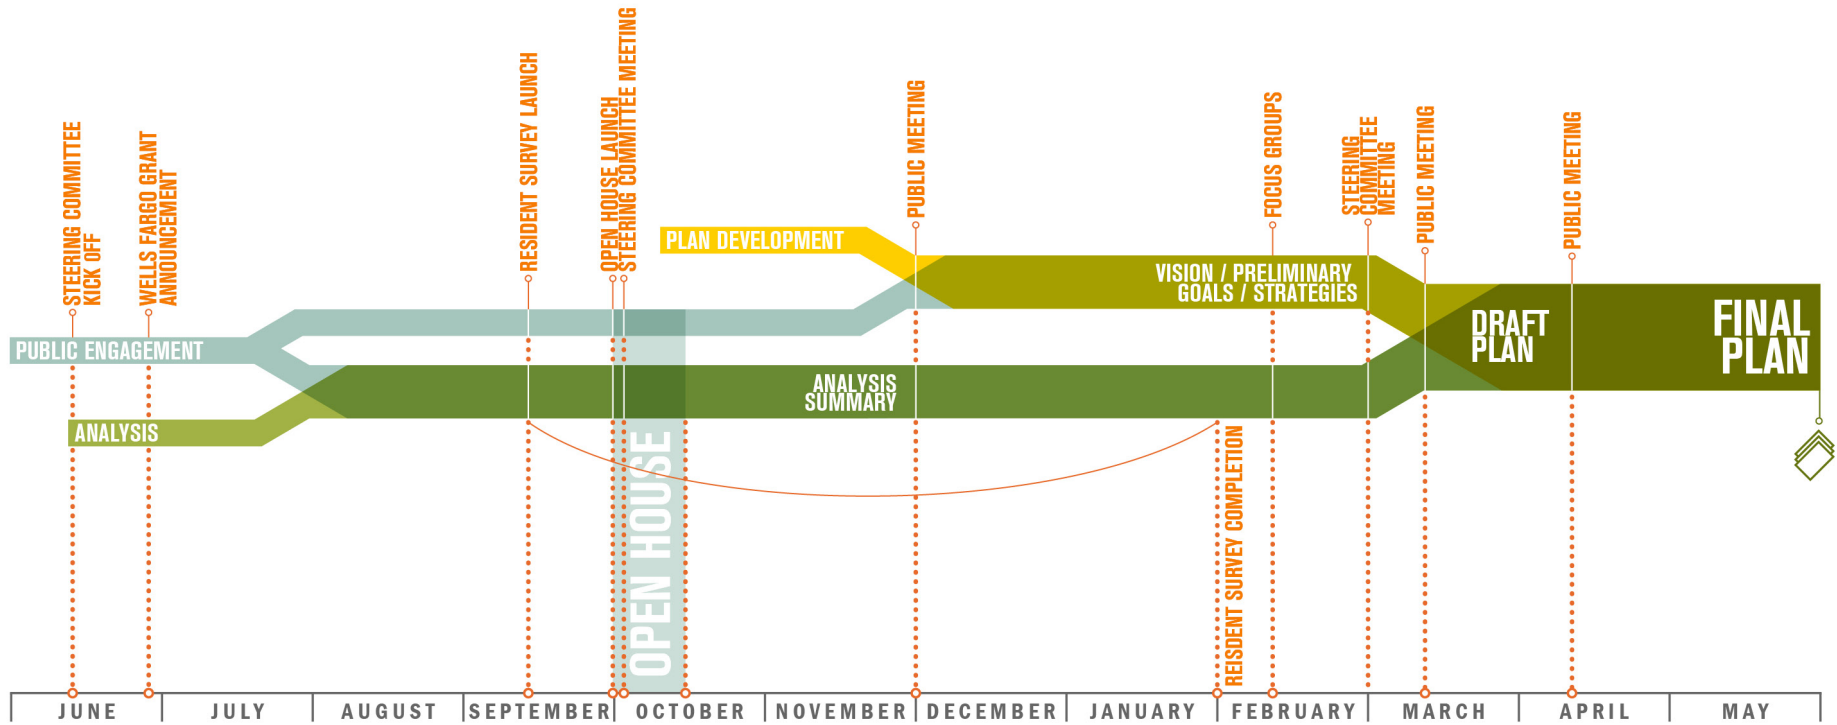 STEERING COMMITTEE
KICK OFF
WELLS FARGO GRANT
ANNOUNCEMENT
RESIDENT SURVEY LAUNCH
OPEN HOUSE LAUNCH
STEERING COMMITTEE MEETING
PUBLIC MEETING
FOCUS GROUPS
STEERING
COMMITTEE
MEETING
PUBLIC MEETING
PUBLIC MEETING
PLAN DEVELOPMENT
VISION / PRELIMINARY
GOALS / STRATEGIES
PUBLIC ENGAGEMENT
DRAFT
PLAN
FINAL
PLAN
ANALYSIS
SUMMARY
ANALYSIS
OPEN HOUSE
REISDENT SURVEY COMPLETION
JUNE
JULY
AUGUST
SEPTEMBER
OCTOBER
NOVEMBER
DECEMBER
JANUARY
FEBRUARY
MARCH
APRIL
MAY